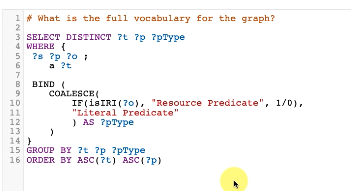 1 # What is the full vocabulary for the graph?
2
3 SELECT DISTINCT ?t ?p ?pType
4 WHERE {
5 ?s ?p ?o ;
6 a ?t
7
8 BIND (
9 COALESCE(
10 IF(isIRI(?o), "Resource Predicate", 1/0),
11 "Literal Predicate"
12 ) AS ?pType
13 )
14 }
15 GROUP BY ?t ?p ?pType
16 ORDER BY ASC(?t) ASC(?p)